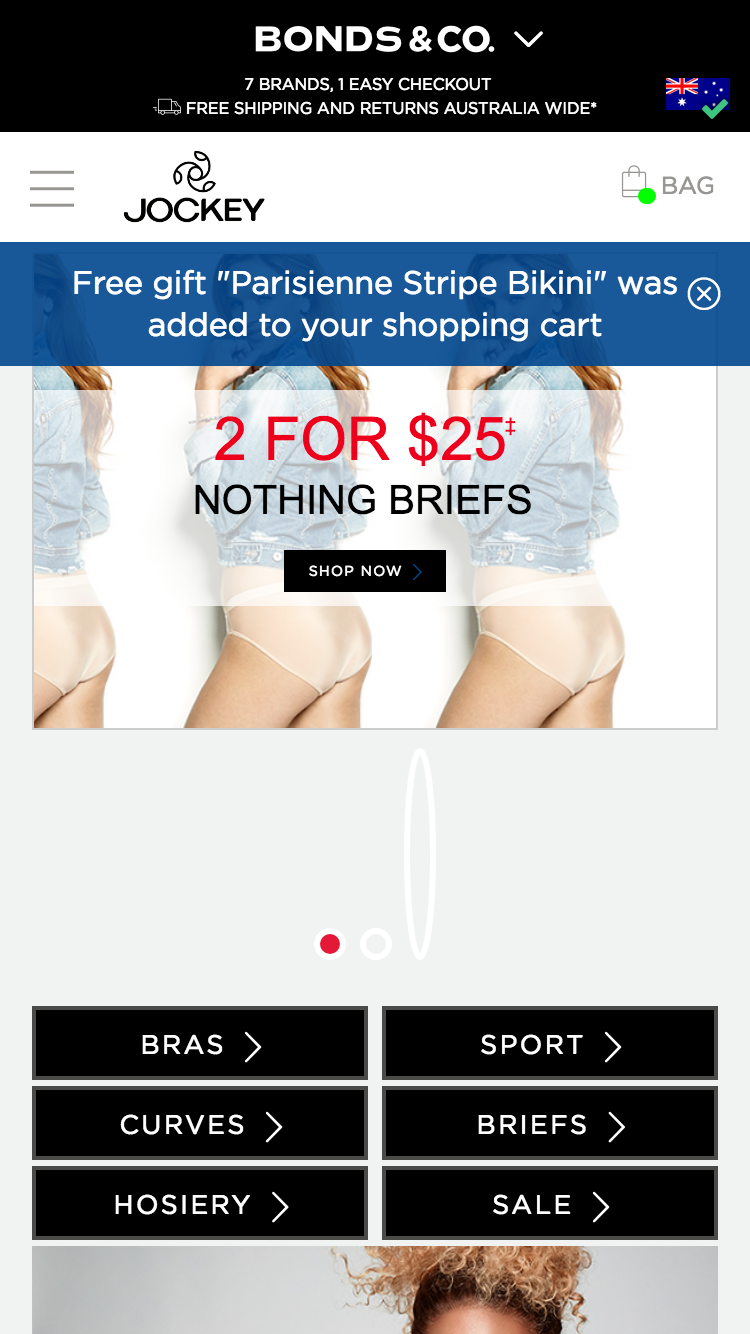 BONDS & CO.
7 BRANDS, 1 EASY CHECKOUT
FREE SHIPPING AND RETURNS AUSTRALIA WIDE*
JOCKEY
BAG
Free gift "Parisienne Stripe Bikini" was
added to your shopping cart
2 FOR $25‡
NOTHING BRIEFS
SHOP NOW
BRAS
SPORT
CURVES
BRIEFS
HOSIERY
SALE